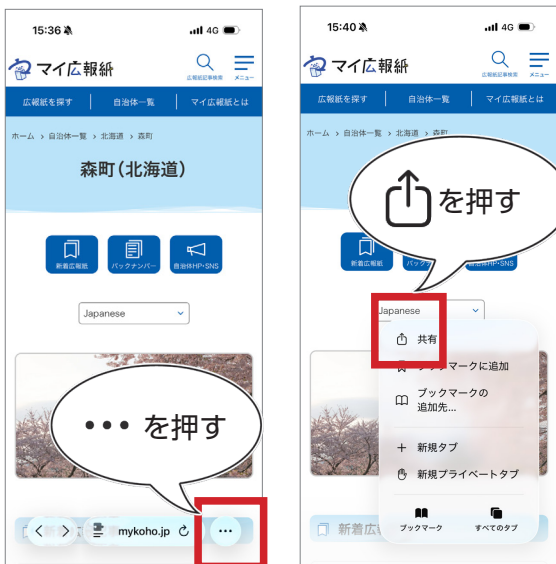 15:36
4G
マイ広報紙
広報紙記事検索
メニュー
広報紙を探す
自治体一覧
マイ広報紙とは
ホーム > 自治体一覧 > 北海道 > 森町
森町(北海道)
新着広報紙
バックナンバー
自治体HP・SNS
Japanese
••• を押す
mykoho.jp
15:40
4G
マイ広報紙
広報紙記事検索
メニュー
広報紙を探す
自治体一覧
マイ広報紙とは
ホーム > 自治体一覧 > 北海道 > 森町
を押す
新着広報紙
Japanese
共有
ブックマークに追加
ブックマークの
追加先...
新規タブ
新規プライベートタブ
ブックマーク
すべてのタブ
新着広